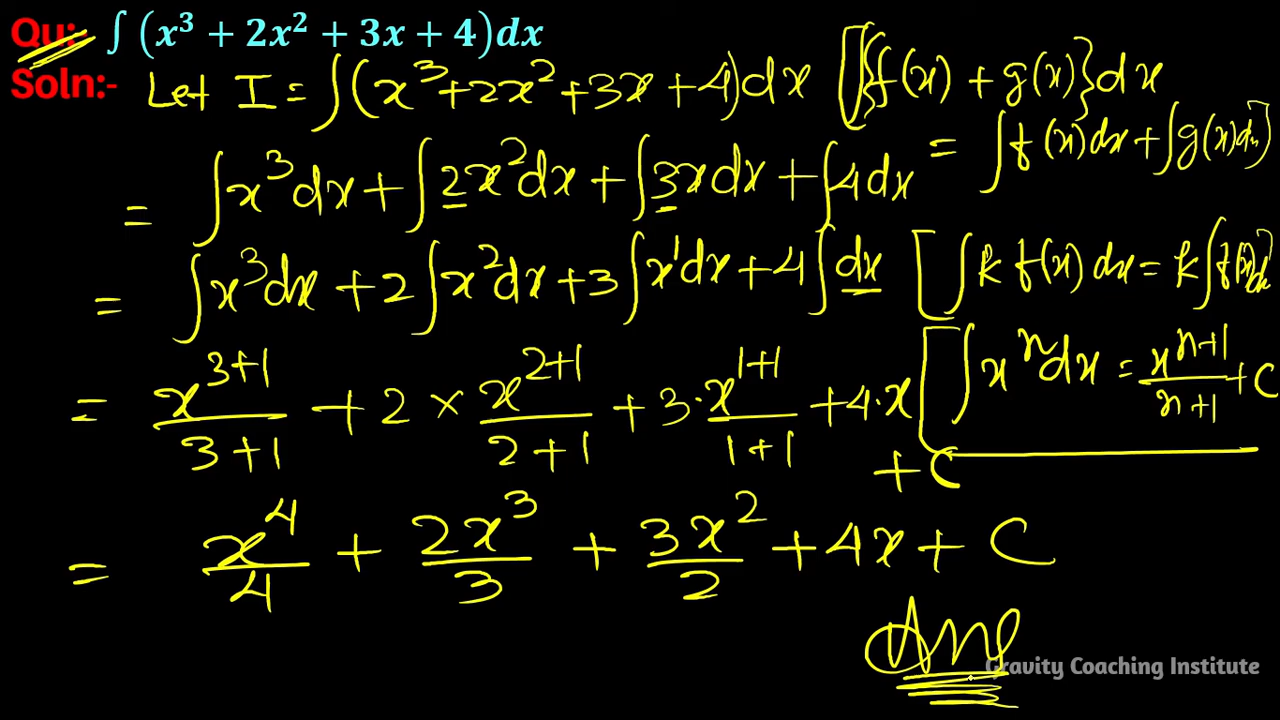 Qu:- ∫ (x³ + 2x² + 3x + 4)dx
Soln:- Let I = ∫(x³+2x²+3x+4)dx [∫{f(x) + g(x)}dx
= ∫f(x)dx+∫g(x)dx]
= ∫x³dx+∫2x²dx+∫3xdx+∫4dx
= ∫x³dx+2∫x²dx+3∫x¹dx+4∫dx [∫k f(x)dx=k∫f(x)dx]
= x³⁺¹/3+1 + 2 × x²⁺¹/2+1 + 3·x¹⁺¹/1+1 +4·x [∫xⁿdx = xⁿ⁺¹/n+1 +C
+C
= x⁴/4 + 2x³/3 + 3x²/2 +4x+C
Ans
Gravity Coaching Institute